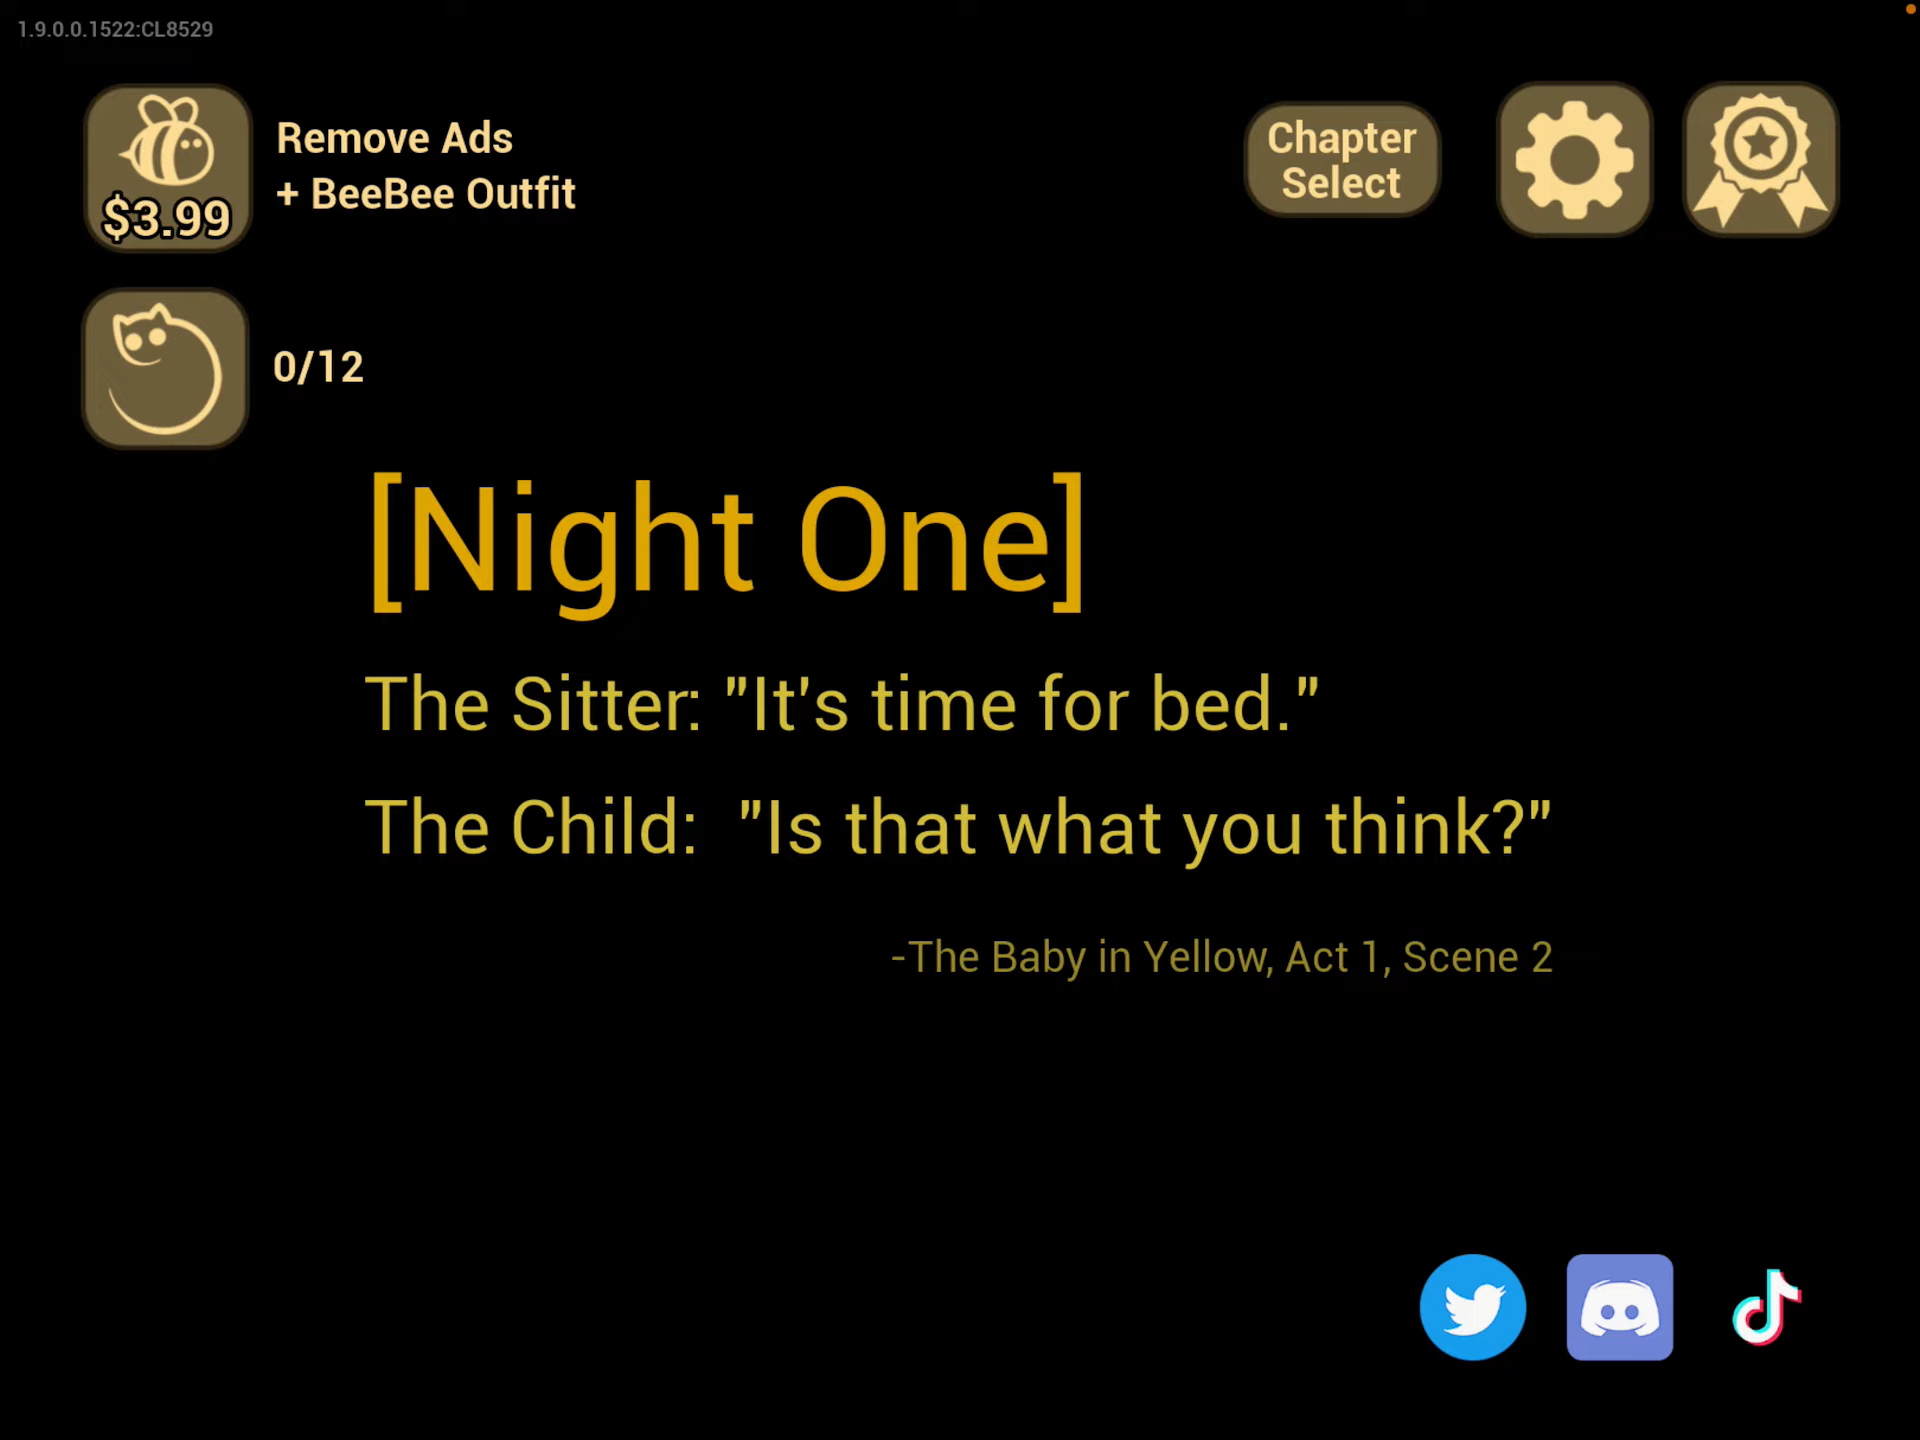 1.9.0.0.1522:CL8529
Remove Ads
+ BeeBee Outfit
$3.99
Chapter
Select
0/12
[Night One]
The Sitter: "It's time for bed."
The Child:  "Is that what you think?"
-The Baby in Yellow, Act 1, Scene 2